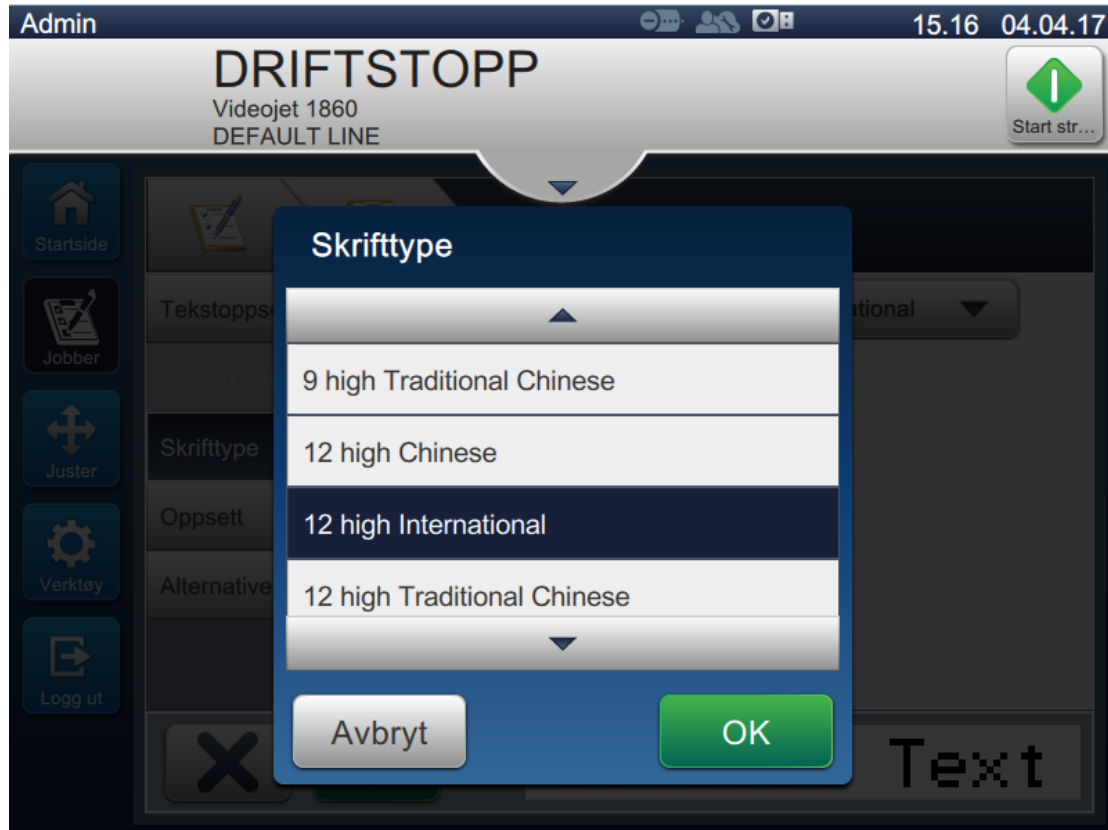 Admin 15.16 04.04.17
DRIFTSTOPP
Videojet 1860
DEFAULT LINE
Start str...
Startside
Jobber
Juster
Verktøy
Logg ut
Tekstoppse
Skrifttype
Oppsett
Alternative
ational
Skrifttype
9 high Traditional Chinese
12 high Chinese
12 high International
12 high Traditional Chinese
Avbryt
OK
Text